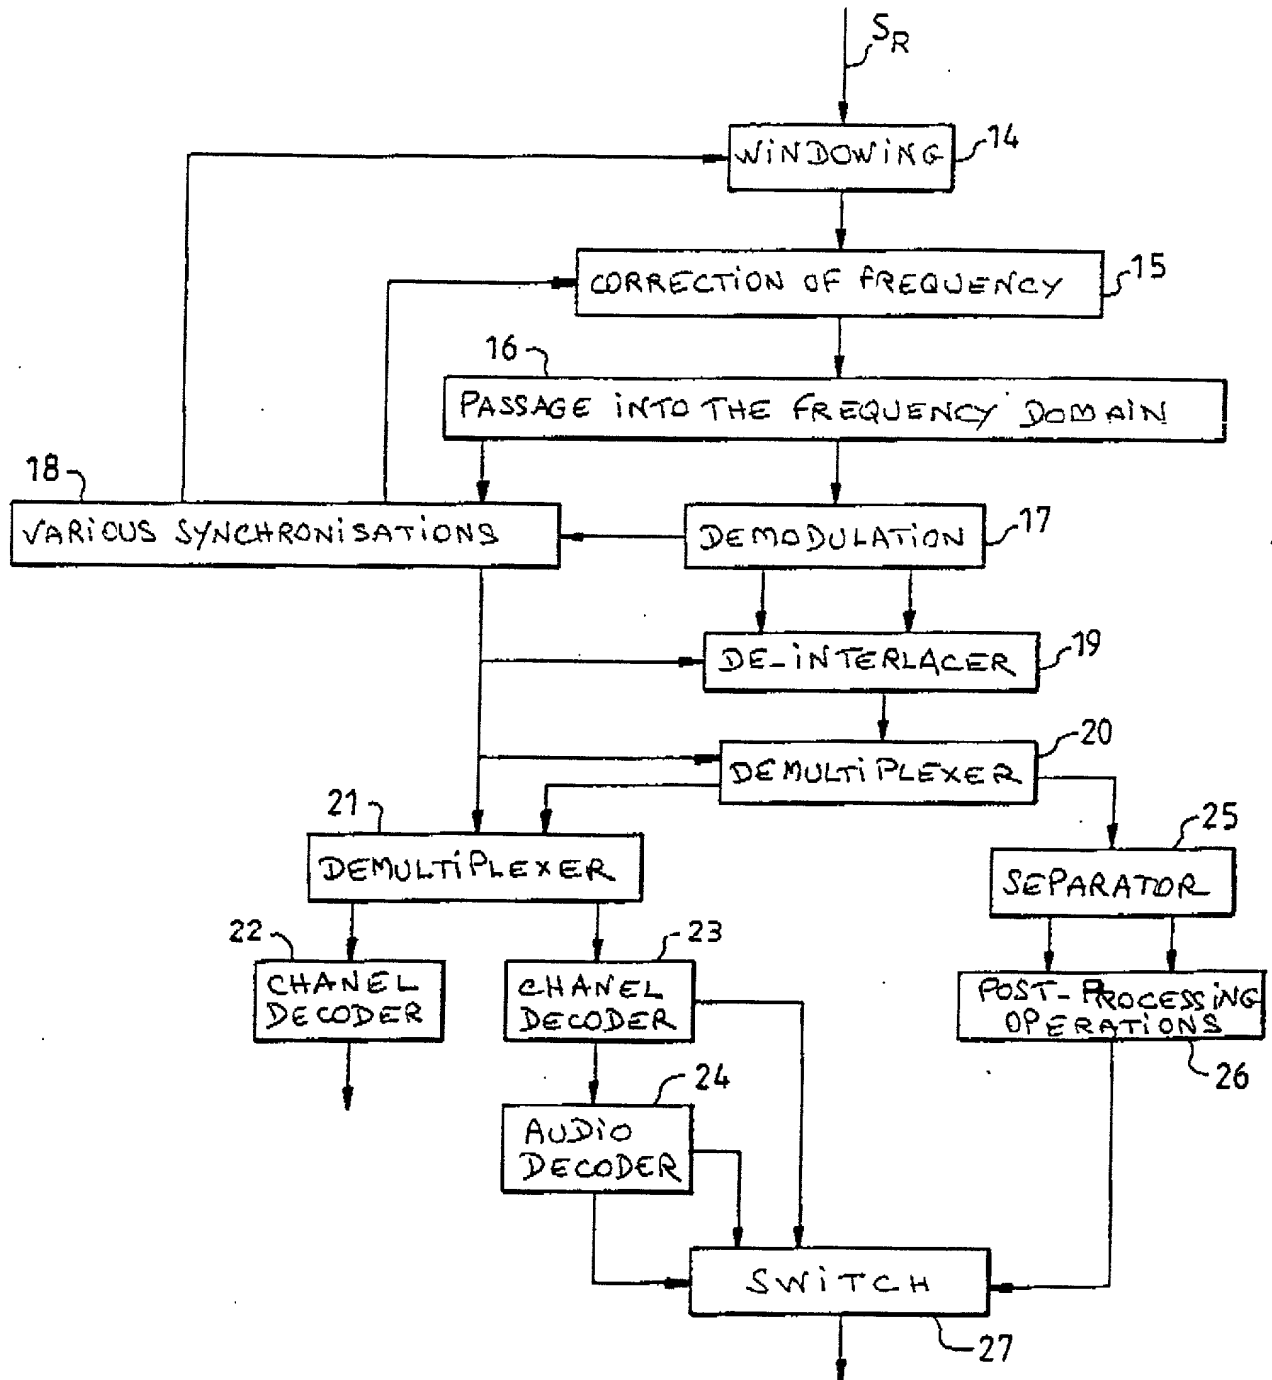 SR
WINDOWING
14
CORRECTION OF FREQUENCY
15
16
PASSAGE INTO THE FREQUENCY DOMAIN
18
VARIOUS SYNCHRONISATIONS
DEMODULATION
17
DE-INTERLACER
19
20
DEMULTIPLEXER
21
DEMULTIPLEXER
25
SEPARATOR
22
CHANEL
DECODER
23
CHANEL
DECODER
POST-PROCESSING
OPERATIONS
26
24
AUDIO
DECODER
SWITCH
27